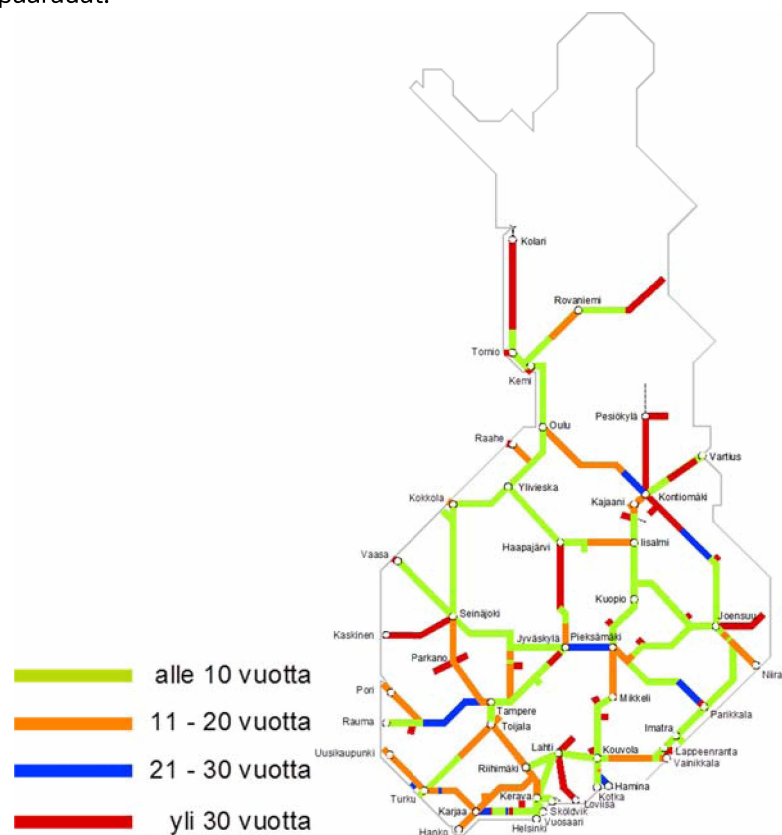 pääradat.
Kolari
Rovaniemi
Tornio
Kemi
Pesiökylä
Oulu
Raahe
Vartius
Ylivieska
Kontiomäki
Kokkola
Kajaani
Haapajärvi
Iisalmi
Vaasa
Kuopio
Seinäjoki
Joensuu
Jyväskylä
Pieksämäki
Kaskinen
Parkano
alle 10 vuotta
Niira
Pori
Mikkeli
Parikkala
Tampere
11 - 20 vuotta
Rauma
Toijala
Imatra
Uusikaupunki
Lahti
Kouvola
Lappeenranta
Vainikkala
21 - 30 vuotta
Riihimäki
Hamina
Turku
Kerava
Kotka
Karjaa
Loviisa
Sköldvik
yli 30 vuotta
Vuosaari
Helsinki
Hanko